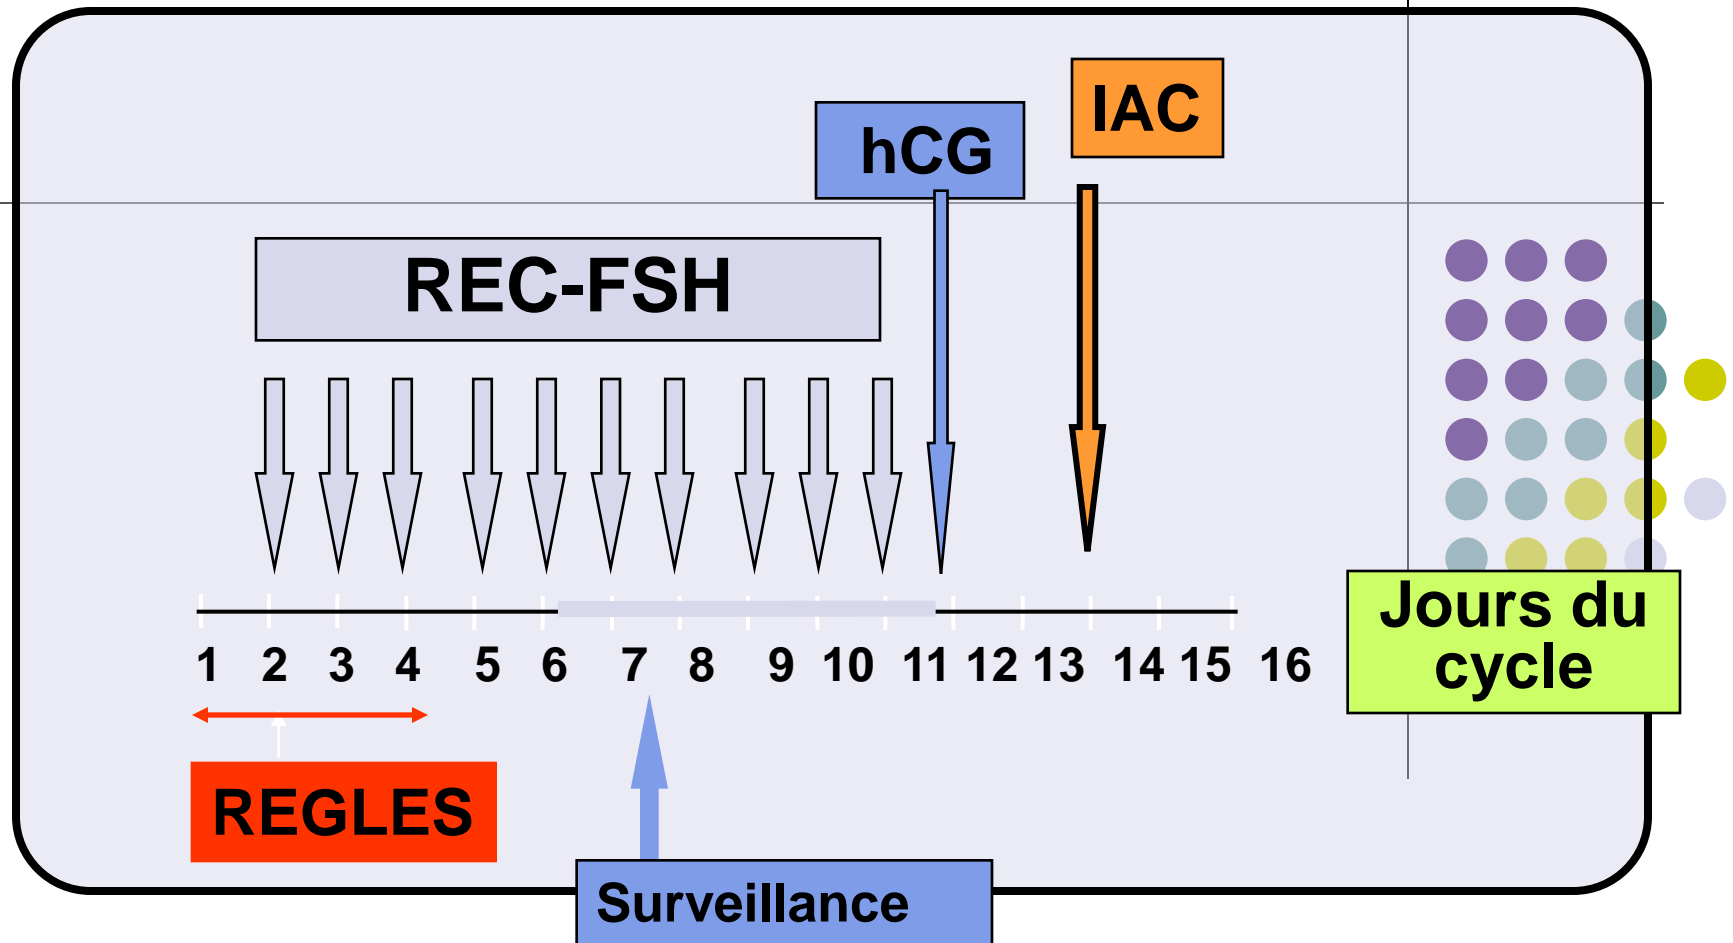 IAC
hCG
REC-FSH
1 2 3 4 5 6 7 8 9 10 11 12 13 14 15 16
Jours du
cycle
REGLES
Surveillance